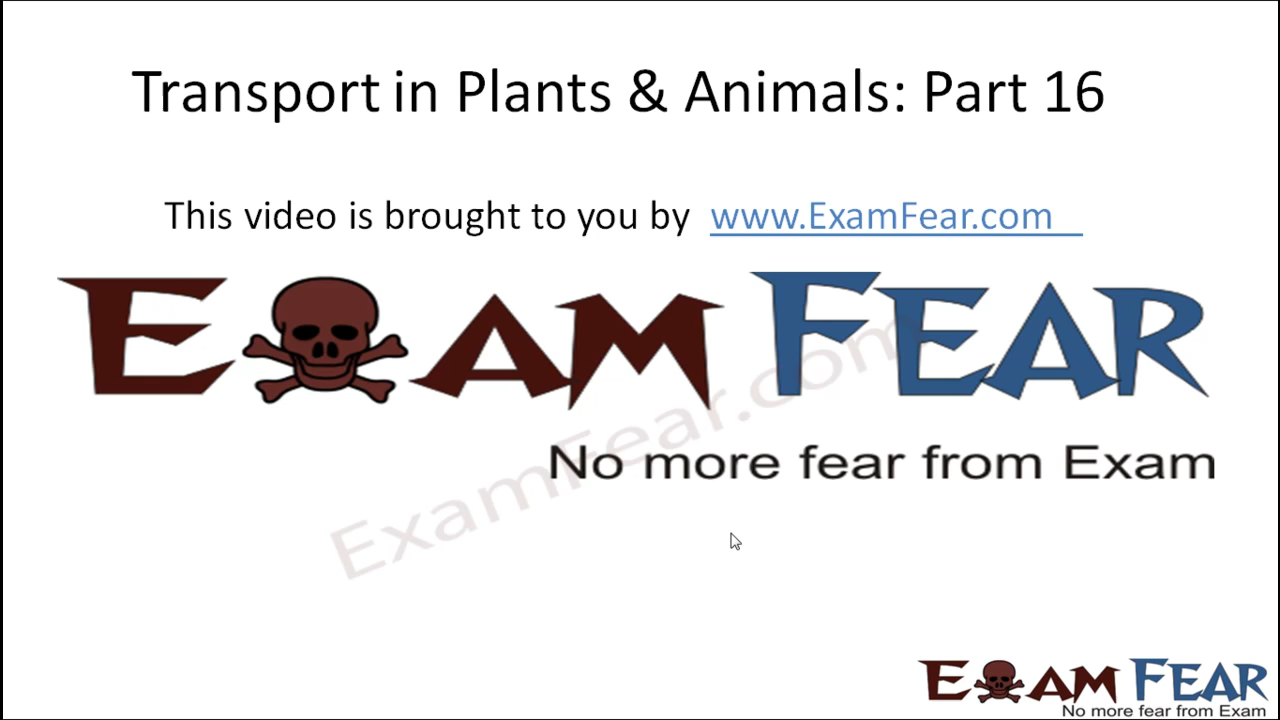 Transport in Plants & Animals: Part 16
This video is brought to you by www.ExamFear.com
EXAM FEAR
No more fear from Exam
ExamFear.com
EXAM FEAR
No more fear from Exam